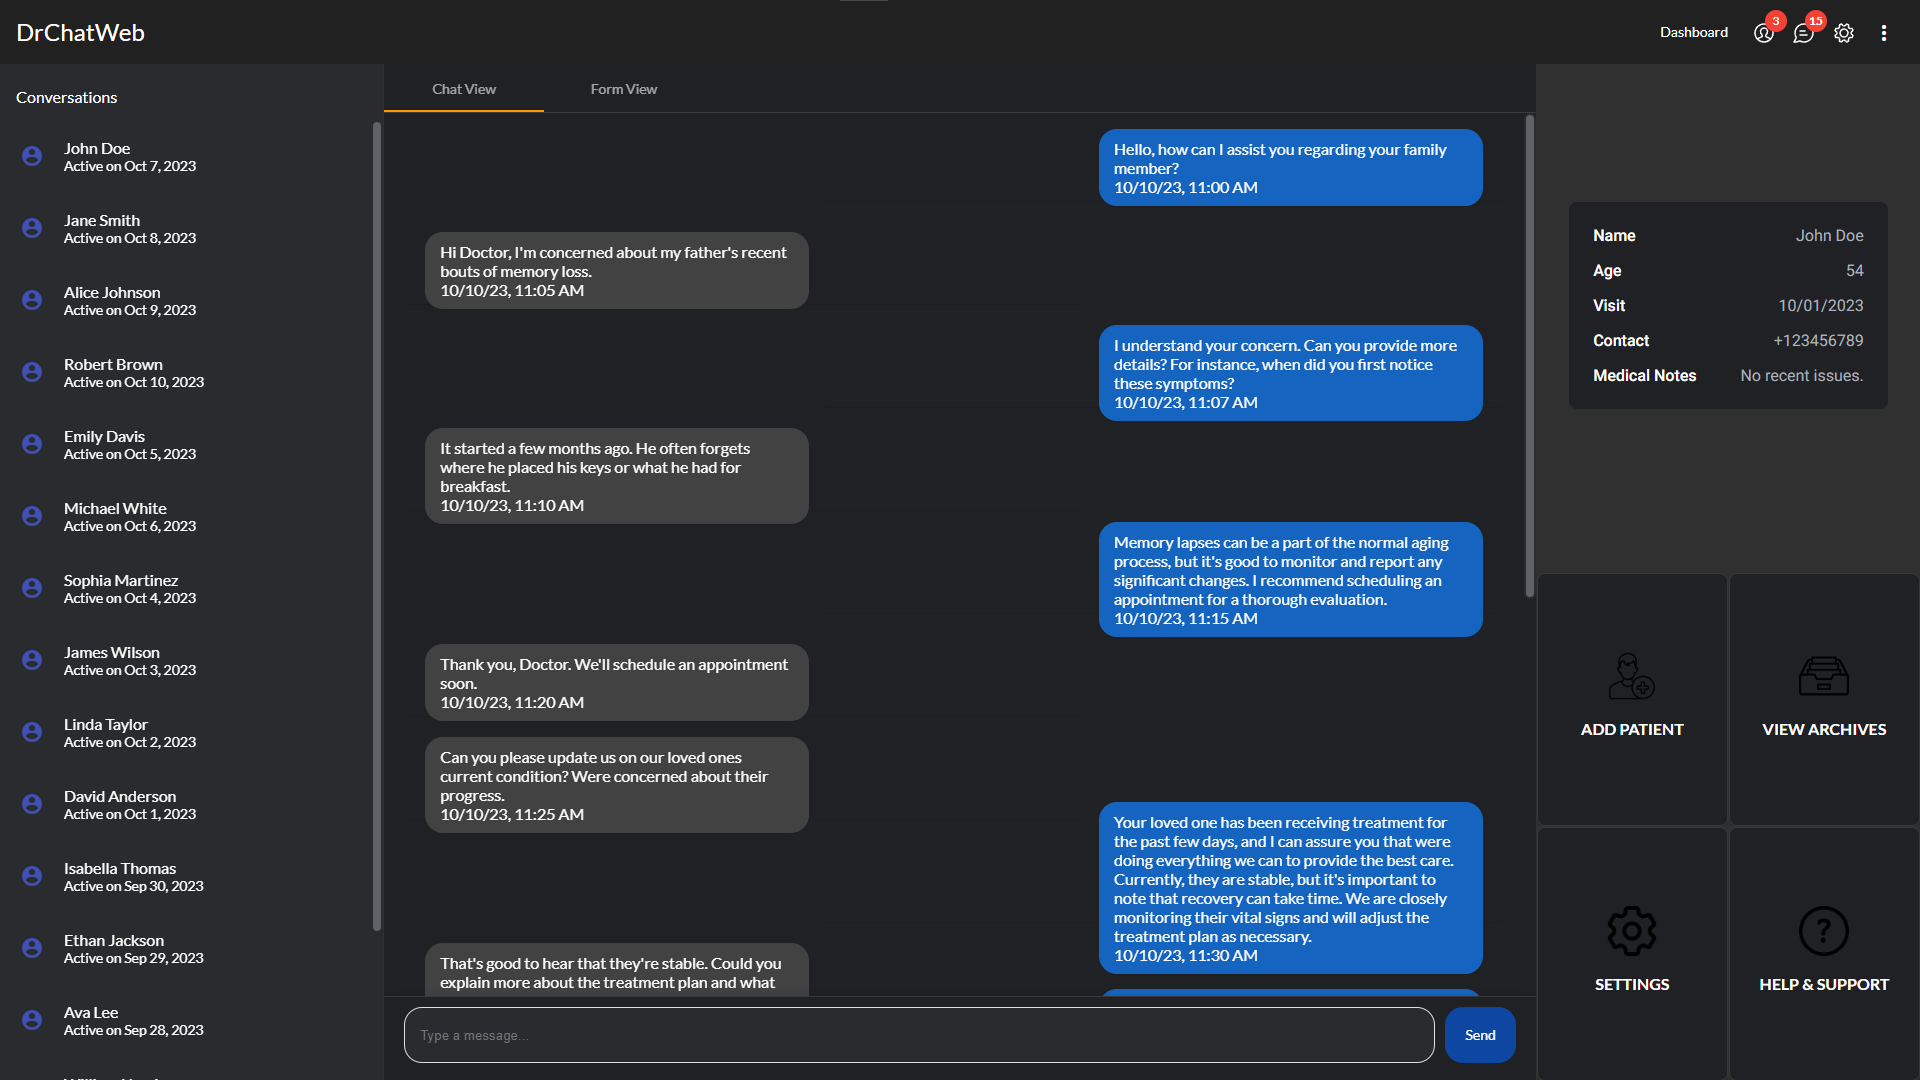 DrChatWeb
Dashboard
3
15
Conversations
John Doe
Active on Oct 7, 2023
Jane Smith
Active on Oct 8, 2023
Alice Johnson
Active on Oct 9, 2023
Robert Brown
Active on Oct 10, 2023
Emily Davis
Active on Oct 5, 2023
Michael White
Active on Oct 6, 2023
Sophia Martinez
Active on Oct 4, 2023
James Wilson
Active on Oct 3, 2023
Linda Taylor
Active on Oct 2, 2023
David Anderson
Active on Oct 1, 2023
Isabella Thomas
Active on Sep 30, 2023
Ethan Jackson
Active on Sep 29, 2023
Ava Lee
Active on Sep 28, 2023
Chat View
Form View
Hello, how can I assist you regarding your family
member?
10/10/23, 11:00 AM
Hi Doctor, I'm concerned about my father's recent
bouts of memory loss.
10/10/23, 11:05 AM
I understand your concern. Can you provide more
details? For instance, when did you first notice
these symptoms?
10/10/23, 11:07 AM
It started a few months ago. He often forgets
where he placed his keys or what he had for
breakfast.
10/10/23, 11:10 AM
Memory lapses can be a part of the normal aging
process, but it's good to monitor and report any
significant changes. I recommend scheduling an
appointment for a thorough evaluation.
10/10/23, 11:15 AM
Thank you, Doctor. We'll schedule an appointment
soon.
10/10/23, 11:20 AM
Can you please update us on our loved ones
current condition? Were concerned about their
progress.
10/10/23, 11:25 AM
Your loved one has been receiving treatment for
the past few days, and I can assure you that were
doing everything we can to provide the best care.
Currently, they are stable, but it's important to
note that recovery can take time. We are closely
monitoring their vital signs and will adjust the
treatment plan as necessary.
10/10/23, 11:30 AM
That's good to hear that they're stable. Could you
explain more about the treatment plan and what
Type a message...
Send
Name John Doe
Age 54
Visit 10/01/2023
Contact +123456789
Medical Notes No recent issues.
ADD PATIENT
VIEW ARCHIVES
SETTINGS
HELP & SUPPORT